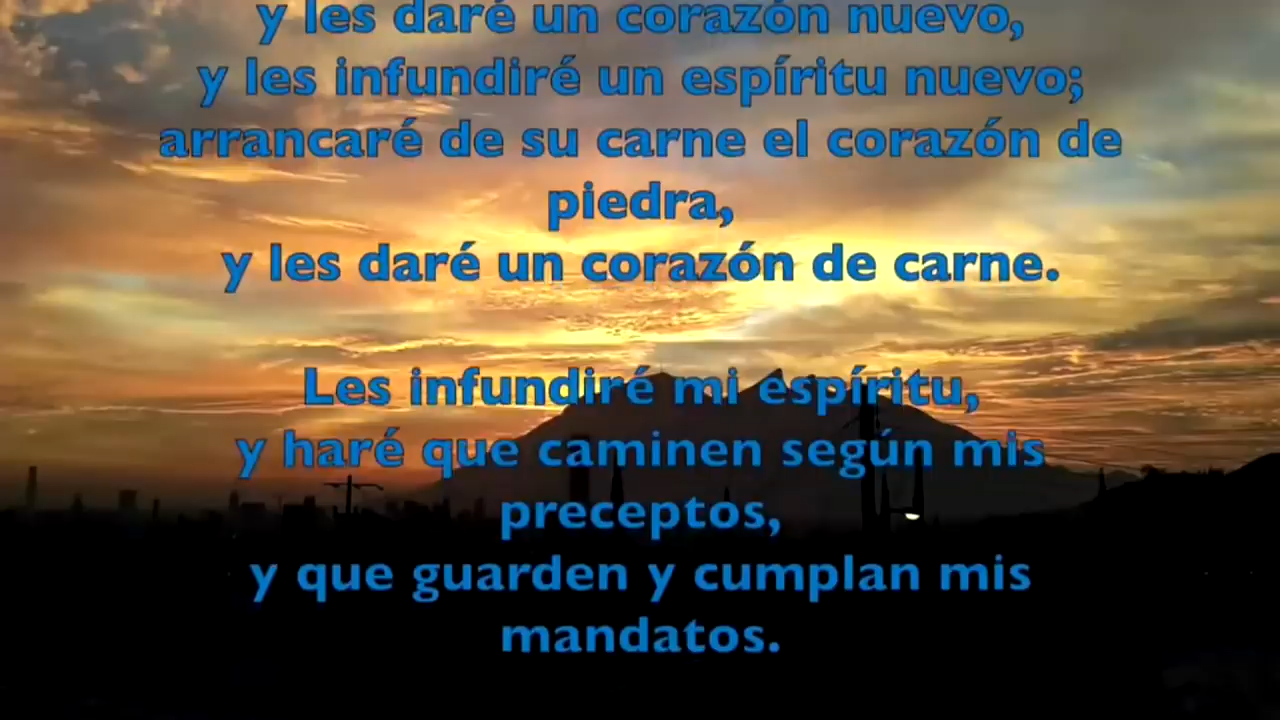 y les daré un corazón nuevo,
y les infundiré un espíritu nuevo;
arrancaré de su carne el corazón de
piedra,
y les daré un corazón de carne.
Les infundiré mi espíritu,
y haré que caminen según mis
preceptos,
y que guarden y cumplan mis
mandatos.